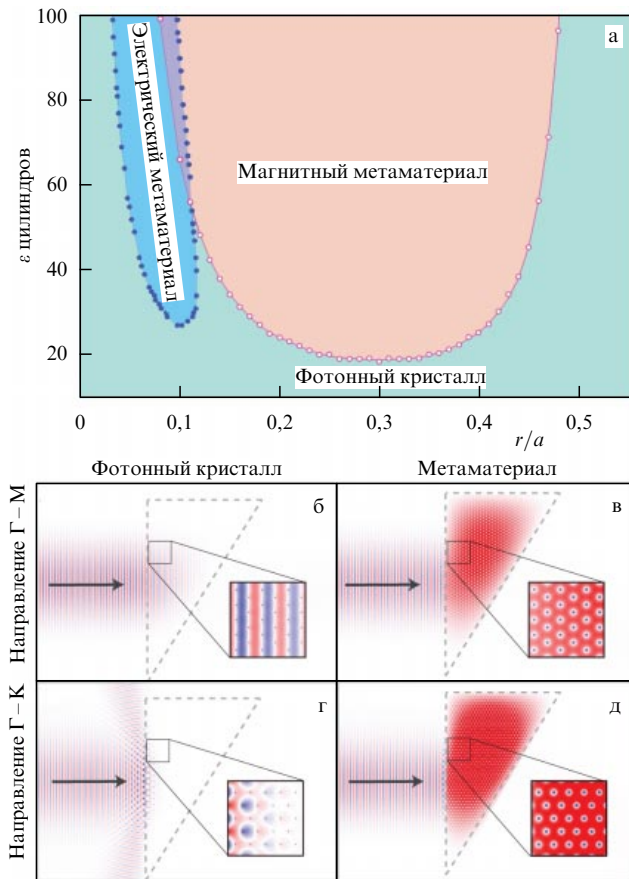 100
80
60
40
20
ε цилиндров
Электрический метаматериал
Магнитный метаматериал
Фотонный кристалл
а
0
0,1
0,2
0,3
0,4
0,5
r/a
Фотонный кристалл
Метаматериал
Направление Γ – M
б
в
Направление Γ – K
г
д